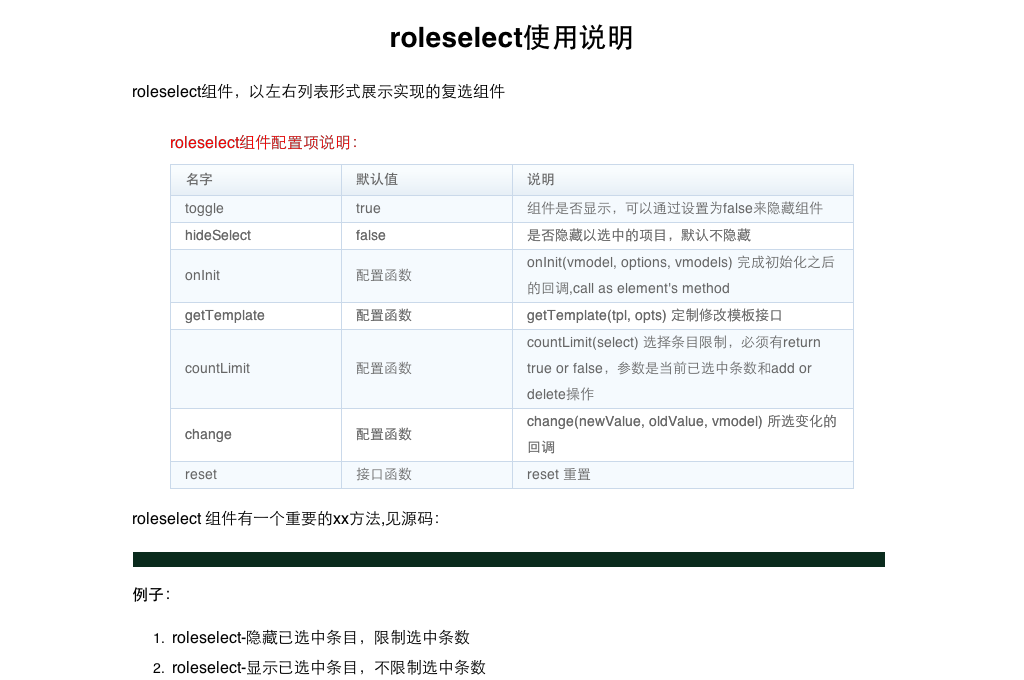 roleselect使用说明
roleselect组件，以左右列表形式展示实现的复选组件
roleselect组件配置项说明：
名字 默认值 说明
toggle true 组件是否显示，可以通过设置为false来隐藏组件
hideSelect false 是否隐藏以选中的项目，默认不隐藏
onInit 配置函数 onInit(vmodel, options, vmodels) 完成初始化之后
的回调,call as element's method
getTemplate 配置函数 getTemplate(tpl, opts) 定制修改模板接口
countLimit 配置函数 countLimit(select) 选择条目限制，必须有return
true or false，参数是当前已选中条数和add or
delete操作
change 配置函数 change(newValue, oldValue, vmodel) 所选变化的
回调
reset 接口函数 reset 重置
roleselect 组件有一个重要的xx方法,见源码：
例子：
1. roleselect-隐藏已选中条目，限制选中条数
2. roleselect-显示已选中条目，不限制选中条数